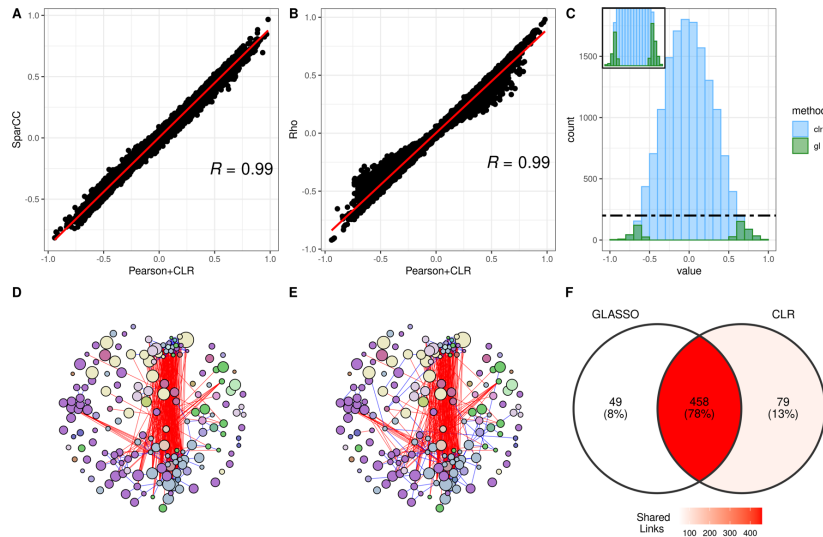 A
1.0
0.5
0.0
-0.5
SparCC
R = 0.99
-1.0
-0.5
0.0
0.5
1.0
Pearson+CLR
B
1.0
0.5
0.0
-0.5
-1.0
Rho
R = 0.99
-1.0
-0.5
0.0
0.5
1.0
Pearson+CLR
C
1500
1000
500
0
count
-1.0
-0.5
0.0
0.5
1.0
value
method
clr
gl
D
E
F
GLASSO
CLR
49
(8%)
458
(78%)
79
(13%)
Shared
Links
100 200 300 400